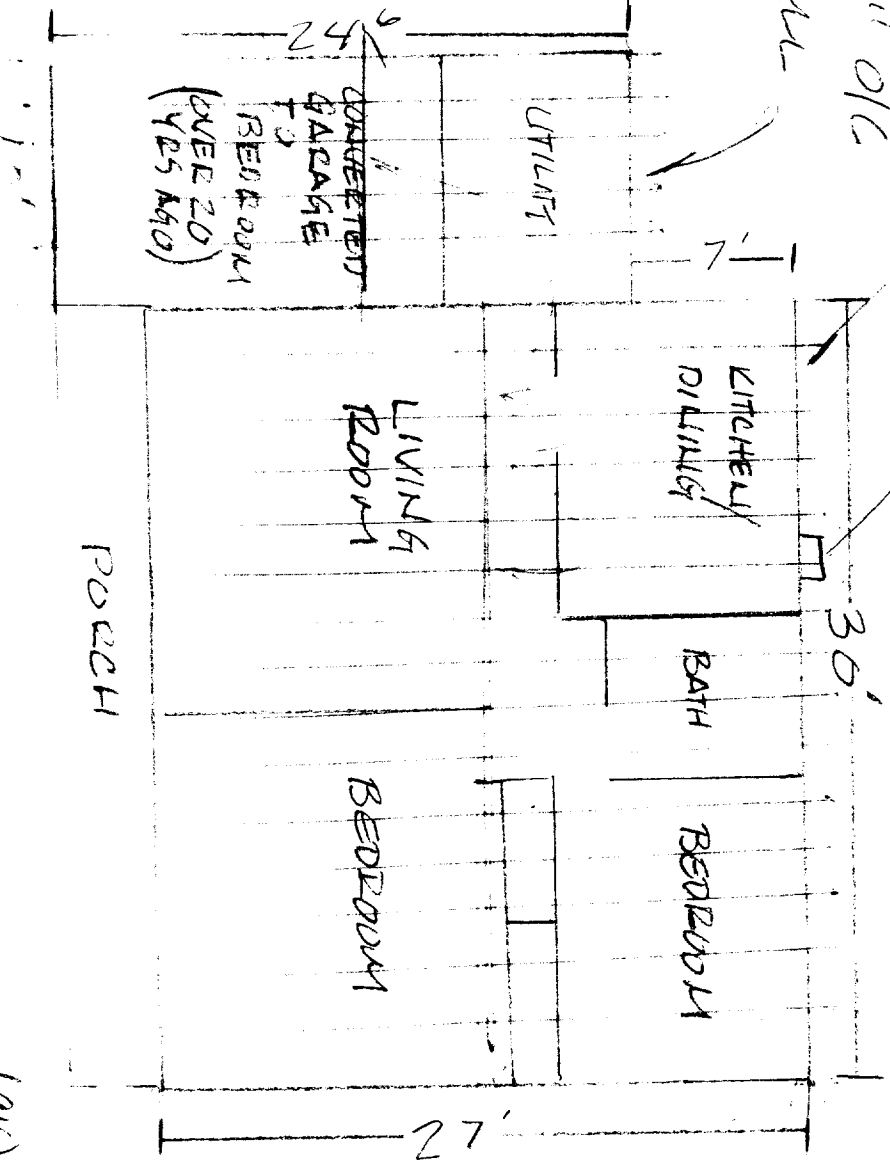 " O/C
30'
7'
KITCHEN/
DINING
BATH
BEDROOM
27'
UTILITY
24'6
CONVERTED
GARAGE
TO
BEDROOM
(OVER 20
YRS AGO)
LIVING
ROOM
BEDROOM
PORCH